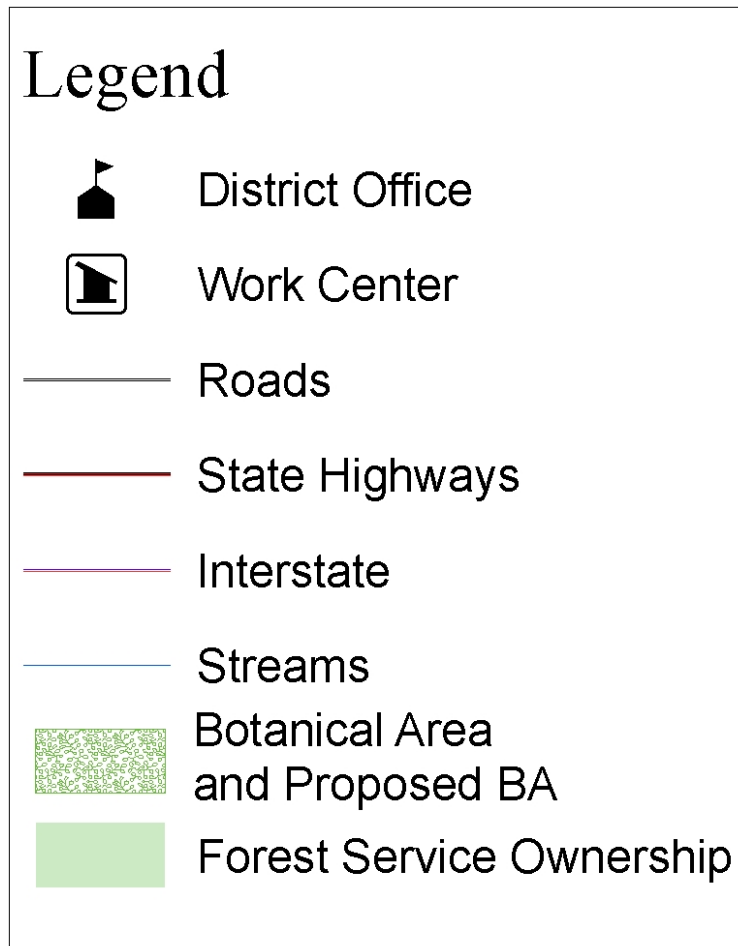 Legend
District Office
Work Center
Roads
State Highways
Interstate
Streams
Botanical Area
and Proposed BA
Forest Service Ownership